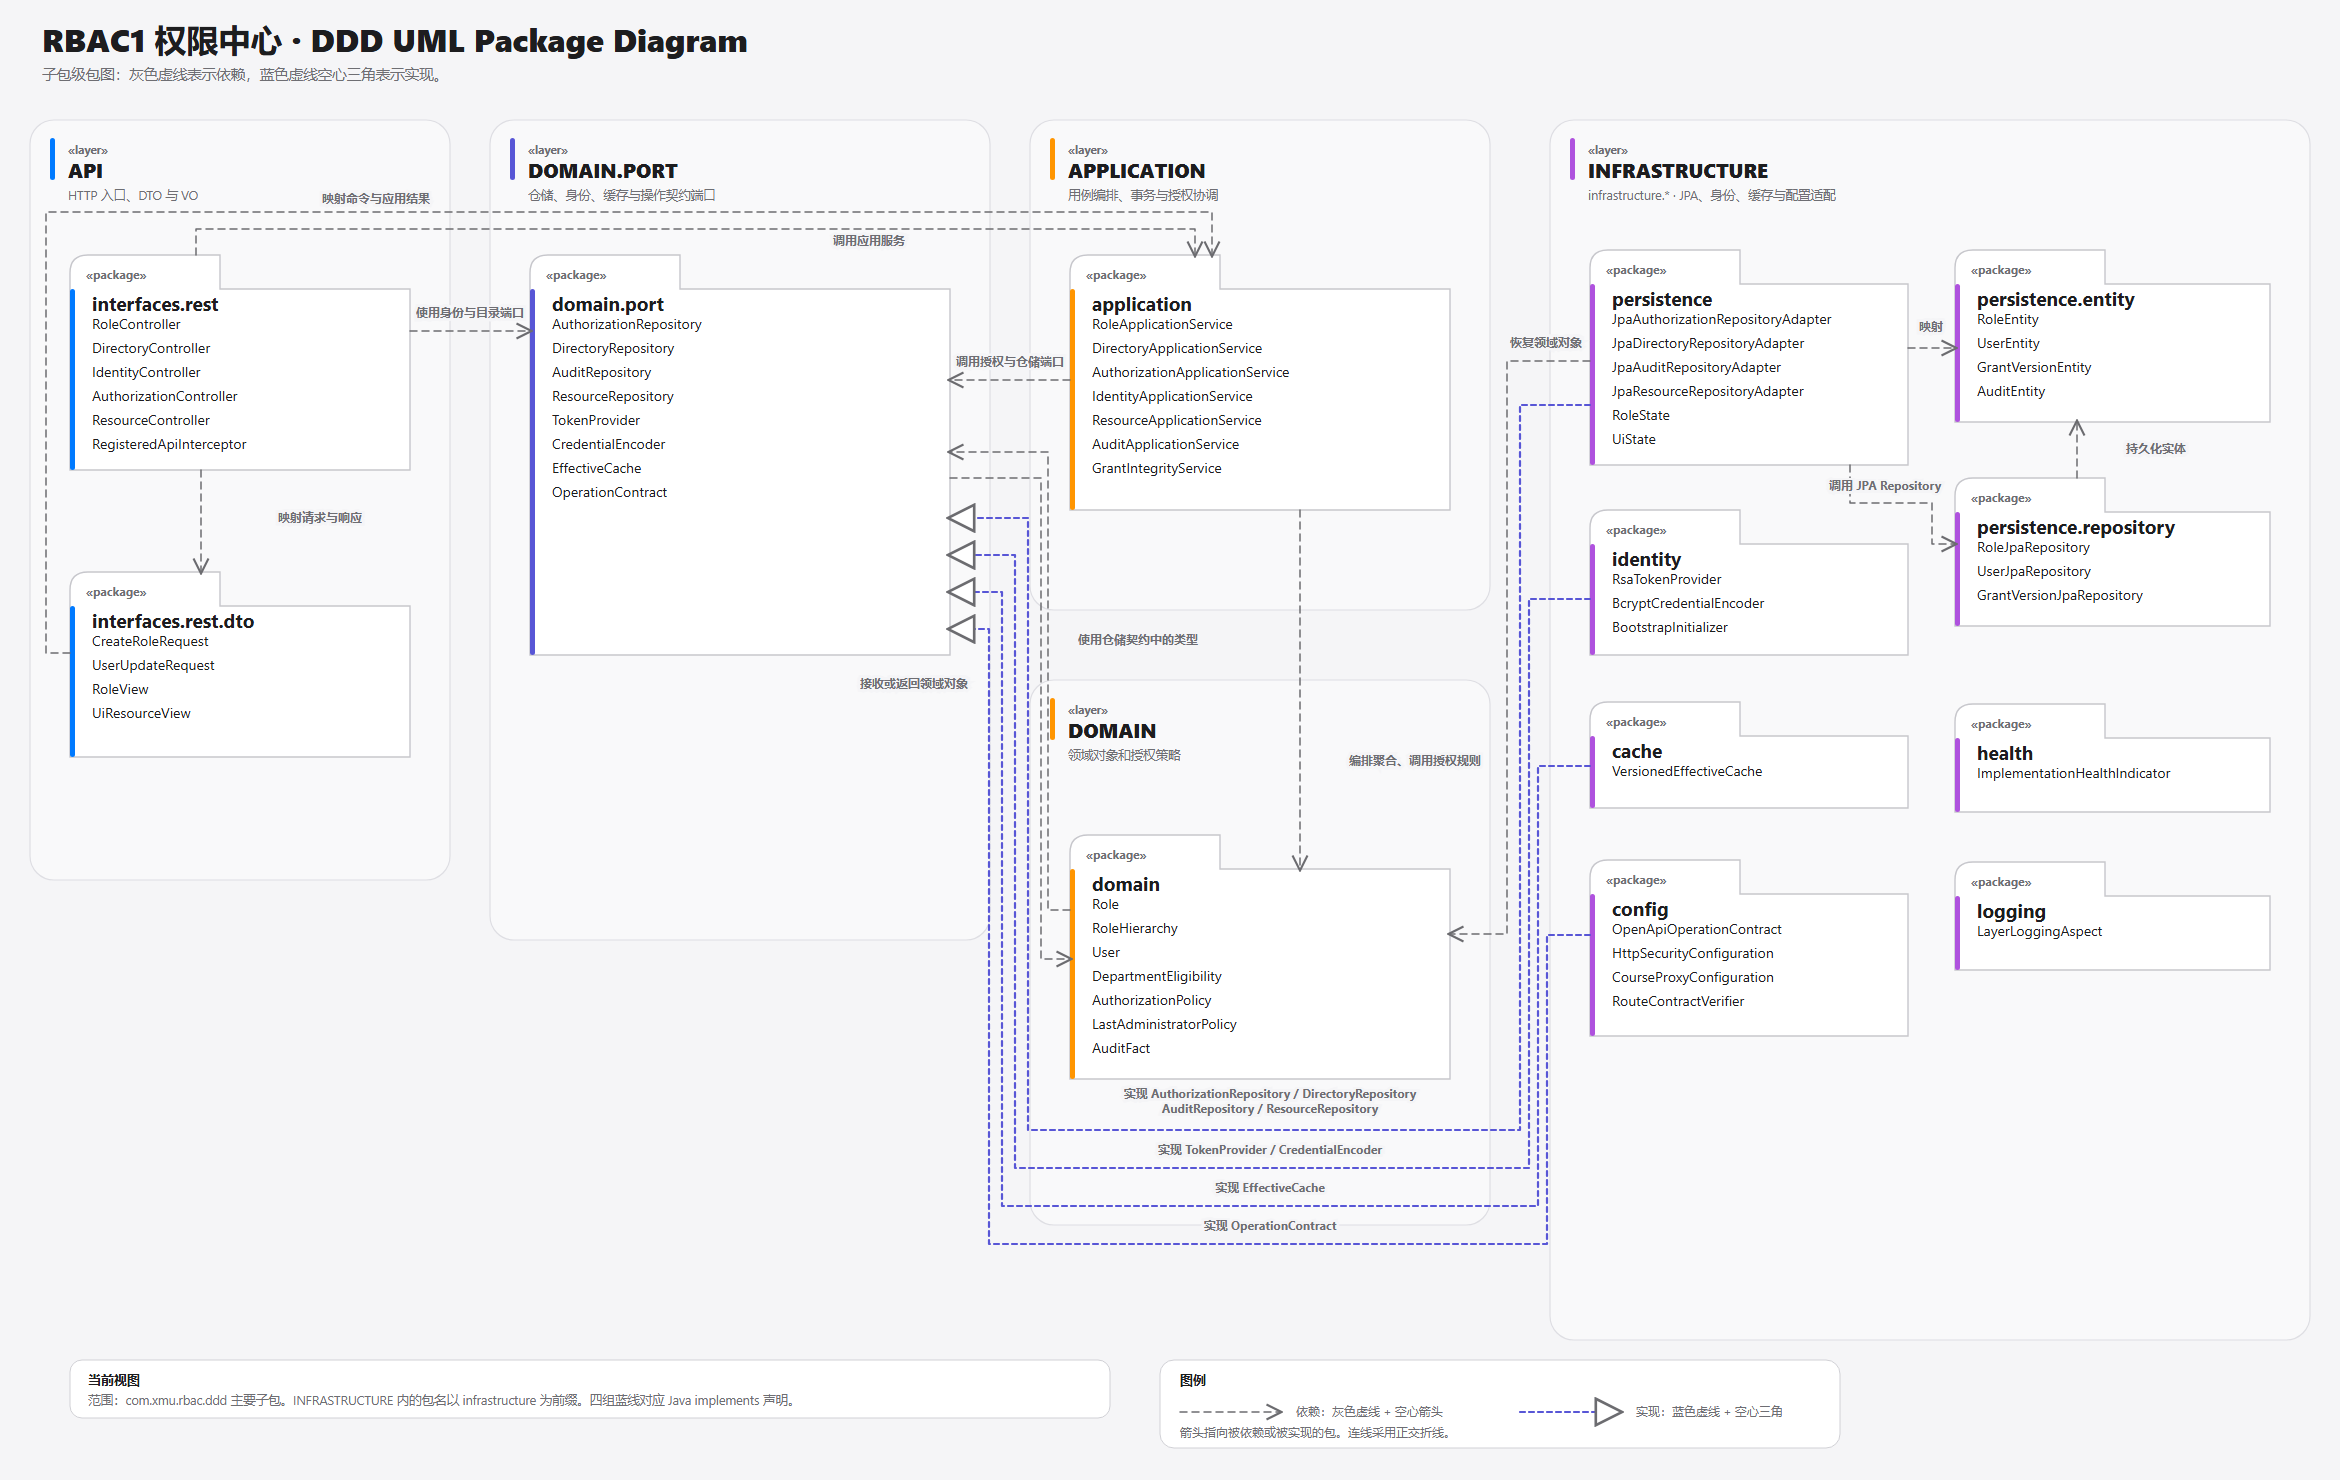 RBAC1 权限中心 · DDD UML Package Diagram
子包级包图：灰色虚线表示依赖，蓝色虚线空心三角表示实现。
«layer»
API
HTTP 入口、DTO 与 VO
映射命令与应用结果
«package»
interfaces.rest
RoleController
DirectoryController
IdentityController
AuthorizationController
ResourceController
RegisteredApiInterceptor
使用身份与目录端口
映射请求与响应
«package»
interfaces.rest.dto
CreateRoleRequest
UserUpdateRequest
RoleView
UiResourceView
«layer»
DOMAIN.PORT
仓储、身份、缓存与操作契约端口
调用应用服务
«package»
domain.port
AuthorizationRepository
DirectoryRepository
AuditRepository
ResourceRepository
TokenProvider
CredentialEncoder
EffectiveCache
OperationContract
调用授权与仓储端口
接收或返回领域对象
«layer»
APPLICATION
用例编排、事务与授权协调
«package»
application
RoleApplicationService
DirectoryApplicationService
AuthorizationApplicationService
IdentityApplicationService
ResourceApplicationService
AuditApplicationService
GrantIntegrityService
使用仓储契约中的类型
«layer»
DOMAIN
领域对象和授权策略
编排聚合、调用授权规则
«package»
domain
Role
RoleHierarchy
User
DepartmentEligibility
AuthorizationPolicy
LastAdministratorPolicy
AuditFact
实现 AuthorizationRepository / DirectoryRepository
AuditRepository / ResourceRepository
实现 TokenProvider / CredentialEncoder
实现 EffectiveCache
实现 OperationContract
«layer»
INFRASTRUCTURE
infrastructure.* · JPA、身份、缓存与配置适配
恢复领域对象
«package»
persistence
JpaAuthorizationRepositoryAdapter
JpaDirectoryRepositoryAdapter
JpaAuditRepositoryAdapter
JpaResourceRepositoryAdapter
RoleState
UiState
映射
«package»
persistence.entity
RoleEntity
UserEntity
GrantVersionEntity
AuditEntity
持久化实体
调用 JPA Repository
«package»
persistence.repository
RoleJpaRepository
UserJpaRepository
GrantVersionJpaRepository
«package»
identity
RsaTokenProvider
BcryptCredentialEncoder
BootstrapInitializer
«package»
cache
VersionedEffectiveCache
«package»
health
ImplementationHealthIndicator
«package»
config
OpenApiOperationContract
HttpSecurityConfiguration
CourseProxyConfiguration
RouteContractVerifier
«package»
logging
LayerLoggingAspect
当前视图
范围：com.xmu.rbac.ddd 主要子包。INFRASTRUCTURE 内的包名以 infrastructure 为前缀。四组蓝线对应 Java implements 声明。
图例
依赖：灰色虚线 + 空心箭头
实现：蓝色虚线 + 空心三角
箭头指向被依赖或被实现的包。连线采用正交折线。